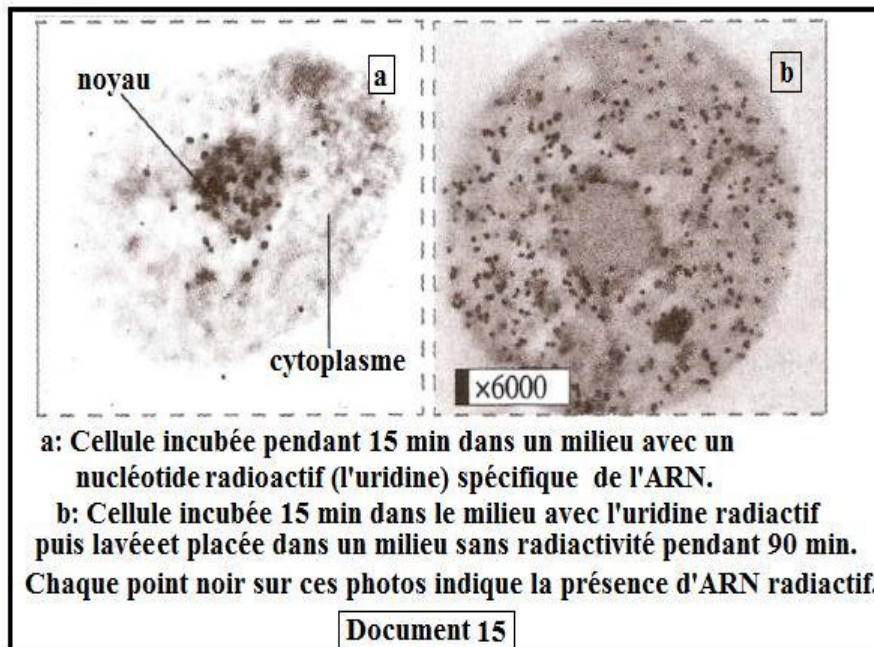 a
b
noyau
cytoplasme
×6000
a: Cellule incubée pendant 15 min dans un milieu avec un
nucléotide radioactif (l'uridine) spécifique de l'ARN.
b: Cellule incubée 15 min dans le milieu avec l'uridine radiactif
puis lavéeet placée dans un milieu sans radiactivité pendant 90 min.
Chaque point noir sur ces photos indique la présence d'ARN radiactif.
Document 15